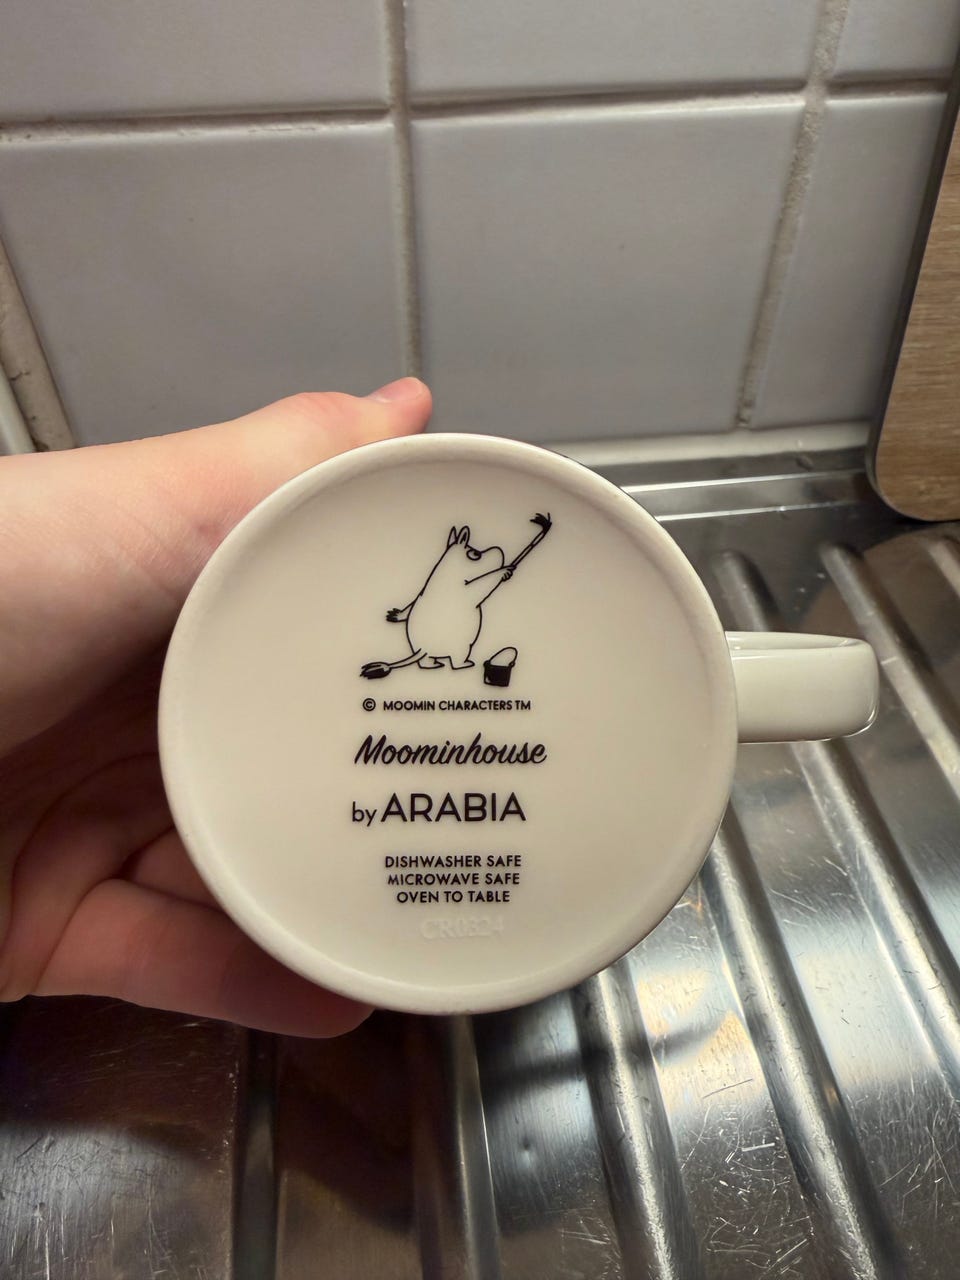 © MOOMIN CHARACTERS TM
Moominhouse
by ARABIA
DISHWASHER SAFE
MICROWAVE SAFE
OVEN TO TABLE
CR0324